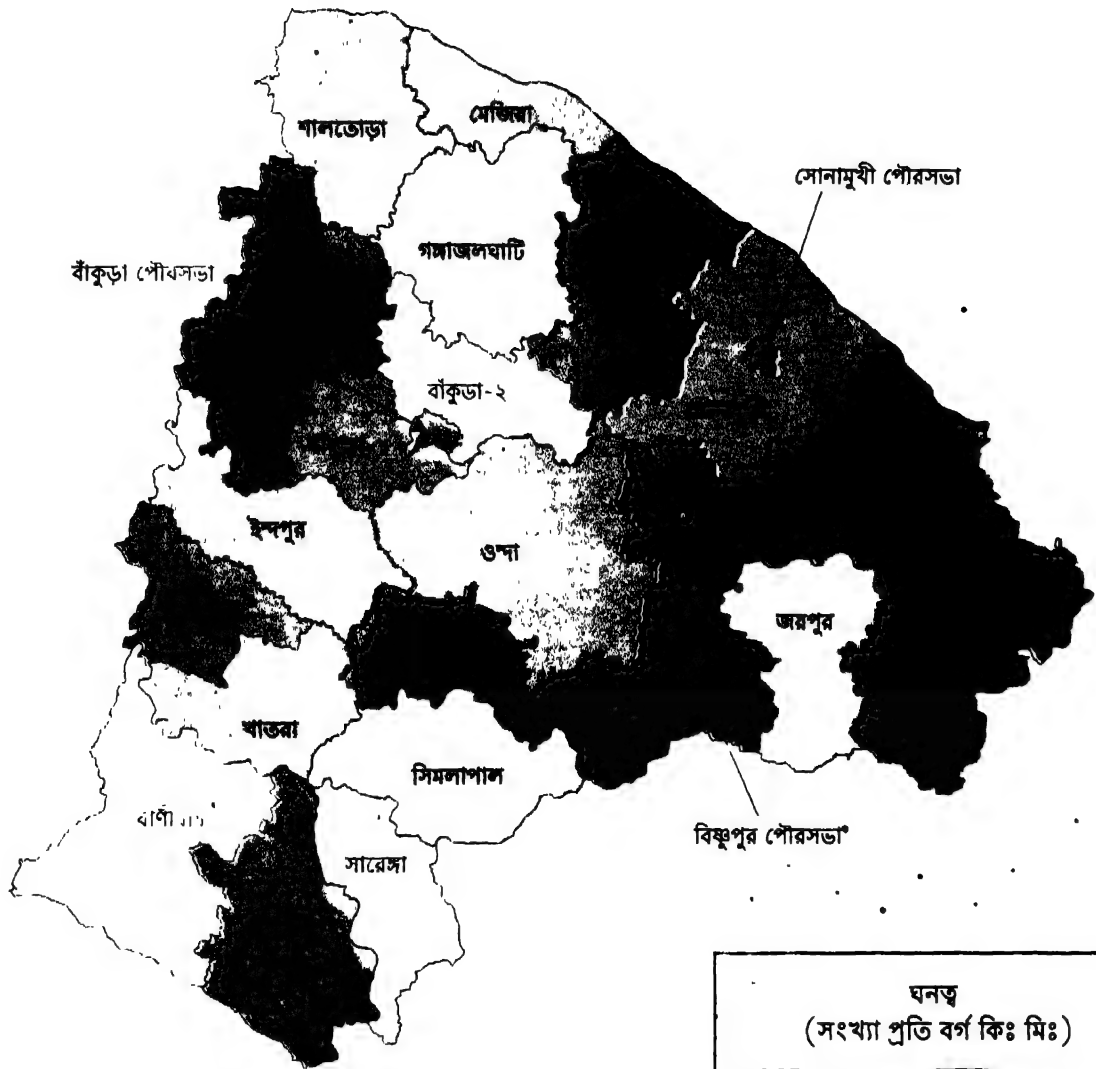 শালতোড়া
মেজিয়া
সোনামুখী পৌরসভা
গঙ্গাজলঘাটি
বাঁকুড়া পৌরসভা
বাঁকুডা-২
ইন্দপুর
ওন্দা
জয়পুর
খাতরা
সিমলাপাল
বিষ্ণুপুর পৌরসভা
সারেঙ্গা
ঘনত্ব
(সংখ্যা প্রতি বর্গ কিঃ মিঃ)